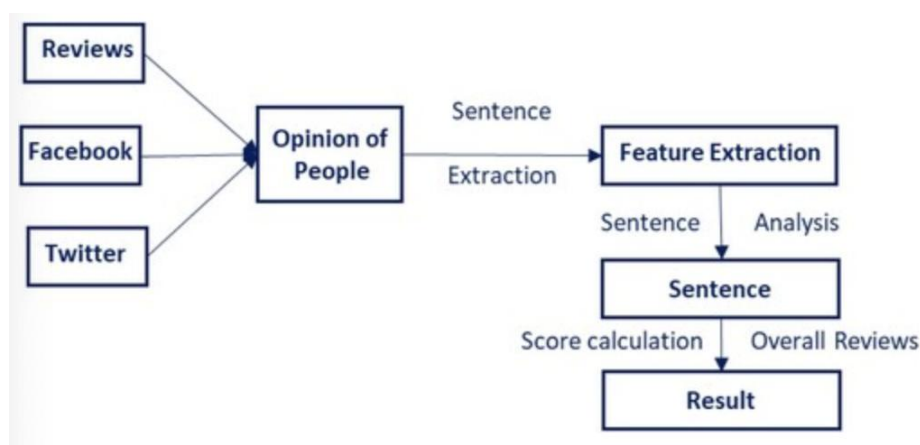 Reviews
Facebook
Twitter
Opinion of
People
Sentence
Extraction
Feature Extraction
Sentence Analysis
Sentence
Score calculation Overall Reviews
Result